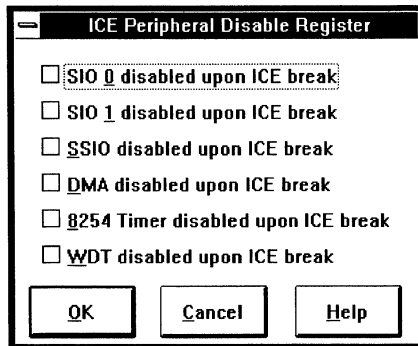 ICE Peripheral Disable Register
SIO 0 disabled upon ICE break
SIO 1 disabled upon ICE break
SSIO disabled upon ICE break
DMA disabled upon ICE break
8254 Timer disabled upon ICE break
WDT disabled upon ICE break
OK Cancel Help